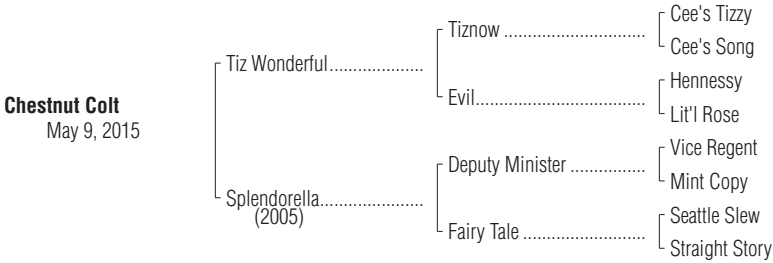 Cee's Tizzy
Tiznow ..............................
Cee's Song
Tiz Wonderful....................
Hennessy
Evil....................................
Lit'l Rose
Chestnut Colt
May 9, 2015
Vice Regent
Deputy Minister ................
Mint Copy
Splendorella......................
(2005)
Seattle Slew
Fairy Tale ..........................
Straight Story